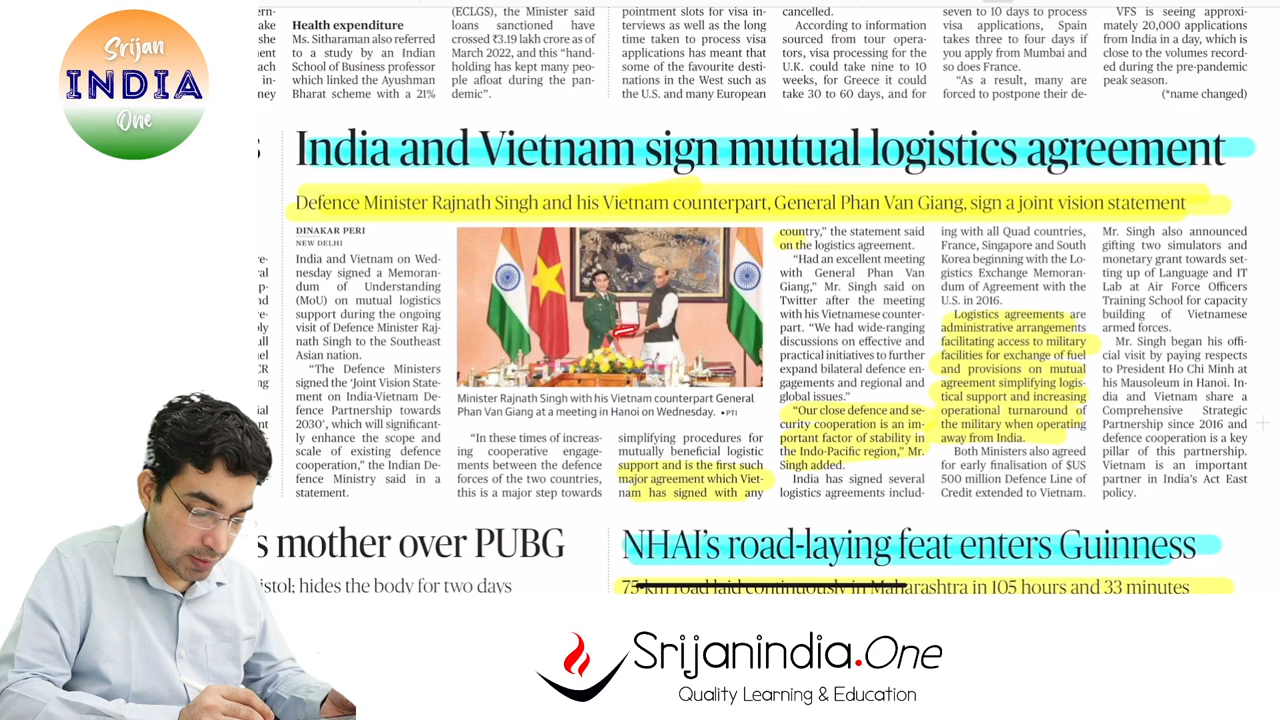 Srijan
INDIA
One
ern-
ke
she
ent
ach
in-
ney
Health expenditure
Ms. Sitharaman also referred
to a study by an Indian
School of Business professor
which linked the Ayushman
Bharat scheme with a 21%
(ECLGS), the Minister said
loans sanctioned have
crossed ₹3.19 lakh crore as of
March 2022, and this “hand-
holding has kept many peo-
ple afloat during the pan-
demic”.
pointment slots for visa in-
terviews as well as the long
time taken to process visa
applications has meant that
some of the favourite desti-
nations in the West such as
the U.S. and many European
cancelled.
According to information
sourced from tour opera-
tors, visa processing for the
U.K. could take nine to 10
weeks, for Greece it could
take 30 to 60 days, and for
seven to 10 days to process
visa applications, Spain
takes three to four days if
you apply from Mumbai and
so does France.
“As a result, many are
forced to postpone their de-
VFS is seeing approxi-
mately 20,000 applications
from India in a day, which is
close to the volumes record-
ed during the pre-pandemic
peak season.
(*name changed)
India and Vietnam sign mutual logistics agreement
Defence Minister Rajnath Singh and his Vietnam counterpart, General Phan Van Giang, sign a joint vision statement
DINAKAR PERI
NEW DELHI
India and Vietnam on Wed-
nesday signed a Memoran-
dum of Understanding
(MoU) on mutual logistics
support during the ongoing
visit of Defence Minister Raj-
nath Singh to the Southeast
Asian nation.
“The Defence Ministers
signed the ‘Joint Vision State-
ment on India-Vietnam De-
fence Partnership towards
2030’, which will significant-
ly enhance the scope and
scale of existing defence
cooperation,” the Indian De-
fence Ministry said in a
statement.
Minister Rajnath Singh with his Vietnam counterpart General
Phan Van Giang at a meeting in Hanoi on Wednesday. •PTI
“In these times of increas-
ing cooperative engage-
ments between the defence
forces of the two countries,
this is a major step towards
simplifying procedures for
mutually beneficial logistic
support and is the first such
major agreement which Viet-
nam has signed with any
country,” the statement said
on the logistics agreement.
“Had an excellent meeting
with General Phan Van
Giang,” Mr. Singh said on
Twitter after the meeting
with his Vietnamese counter-
part. “We had wide-ranging
discussions on effective and
practical initiatives to further
expand bilateral defence en-
gagements and regional and
global issues.”
“Our close defence and se-
curity cooperation is an im-
portant factor of stability in
the Indo-Pacific region,” Mr.
Singh added.
India has signed several
logistics agreements includ-
ing with all Quad countries,
France, Singapore and South
Korea beginning with the Lo-
gistics Exchange Memoran-
dum of Agreement with the
U.S. in 2016.
Logistics agreements are
administrative arrangements
facilitating access to military
facilities for exchange of fuel
and provisions on mutual
agreement simplifying logis-
tical support and increasing
operational turnaround of
the military when operating
away from India.
Both Ministers also agreed
for early finalisation of $US
500 million Defence Line of
Credit extended to Vietnam.
Mr. Singh also announced
gifting two simulators and
monetary grant towards set-
ting up of Language and IT
Lab at Air Force Officers
Training School for capacity
building of Vietnamese
armed forces.
Mr. Singh began his offi-
cial visit by paying respects
to President Ho Chi Minh at
his Mausoleum in Hanoi. In-
dia and Vietnam share a
Comprehensive Strategic
Partnership since 2016 and
defence cooperation is a key
pillar of this partnership.
Vietnam is an important
partner in India’s Act East
policy.
s mother over PUBG
istol; hides the body for two days
NHAI’s road-laying feat enters Guinness
75-km road laid continuously in Maharashtra in 105 hours and 33 minutes
Srijanindia.One
Quality Learning & Education